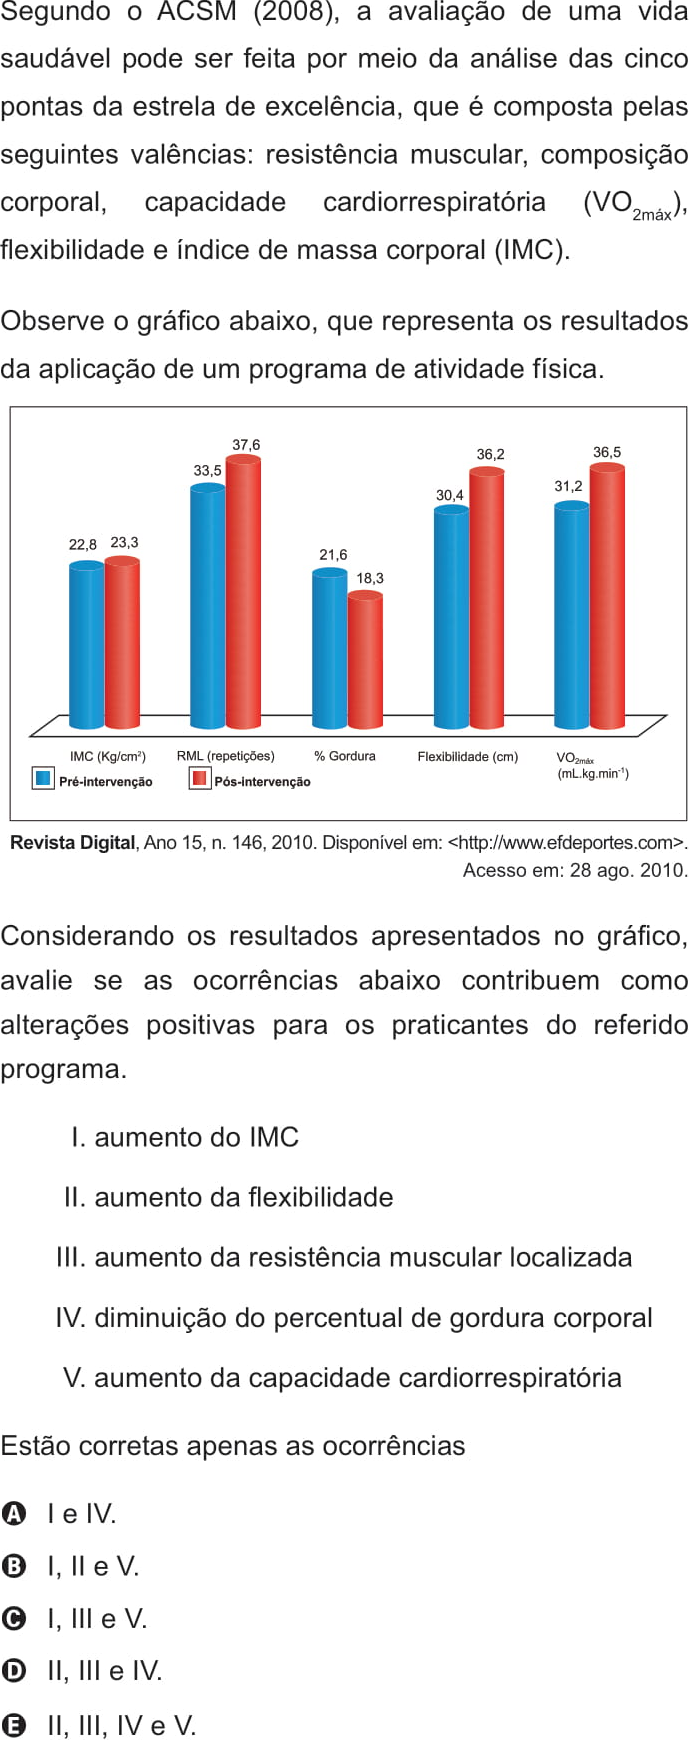 Segundo o ACSM (2008), a avaliação de uma vida
saudável pode ser feita por meio da análise das cinco
pontas da estrela de excelência, que é composta pelas
seguintes valências: resistência muscular, composição
corporal, capacidade cardiorrespiratória (VO2máx),
flexibilidade e índice de massa corporal (IMC).
Observe o gráfico abaixo, que representa os resultados
da aplicação de um programa de atividade física.
22,8 23,3
33,5 37,6
21,6 18,3
30,4 36,2
31,2 36,5
IMC (Kg/cm²) RML (repetições) % Gordura Flexibilidade (cm) VO2máx
(mL.kg.min-1)
Pré-intervenção Pós-intervenção
Revista Digital, Ano 15, n. 146, 2010. Disponível em: <http://www.efdeportes.com>.
Acesso em: 28 ago. 2010.
Considerando os resultados apresentados no gráfico,
avalie se as ocorrências abaixo contribuem como
alterações positivas para os praticantes do referido
programa.
I. aumento do IMC
II. aumento da flexibilidade
III. aumento da resistência muscular localizada
IV. diminuição do percentual de gordura corporal
V. aumento da capacidade cardiorrespiratória
Estão corretas apenas as ocorrências
A I e IV.
B I, II e V.
C I, III e V.
D II, III e IV.
E II, III, IV e V.